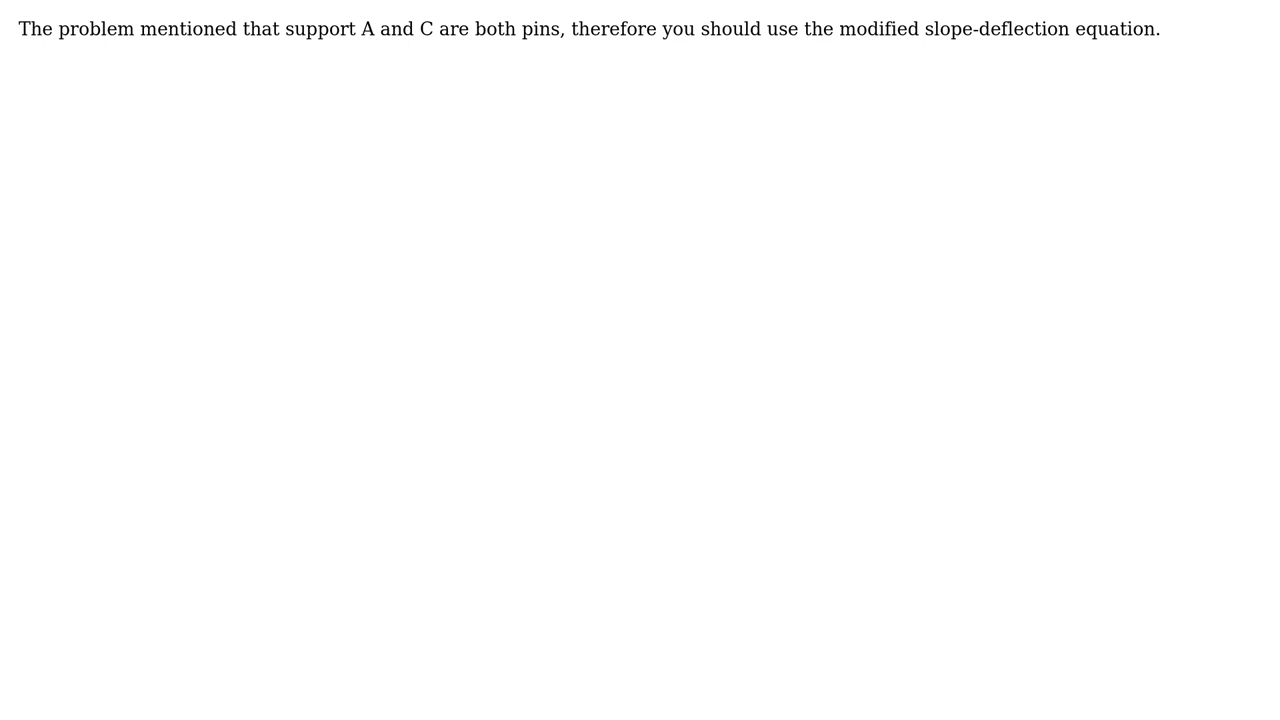 The problem mentioned that support A and C are both pins, therefore you should use the modified slope-deflection equation.